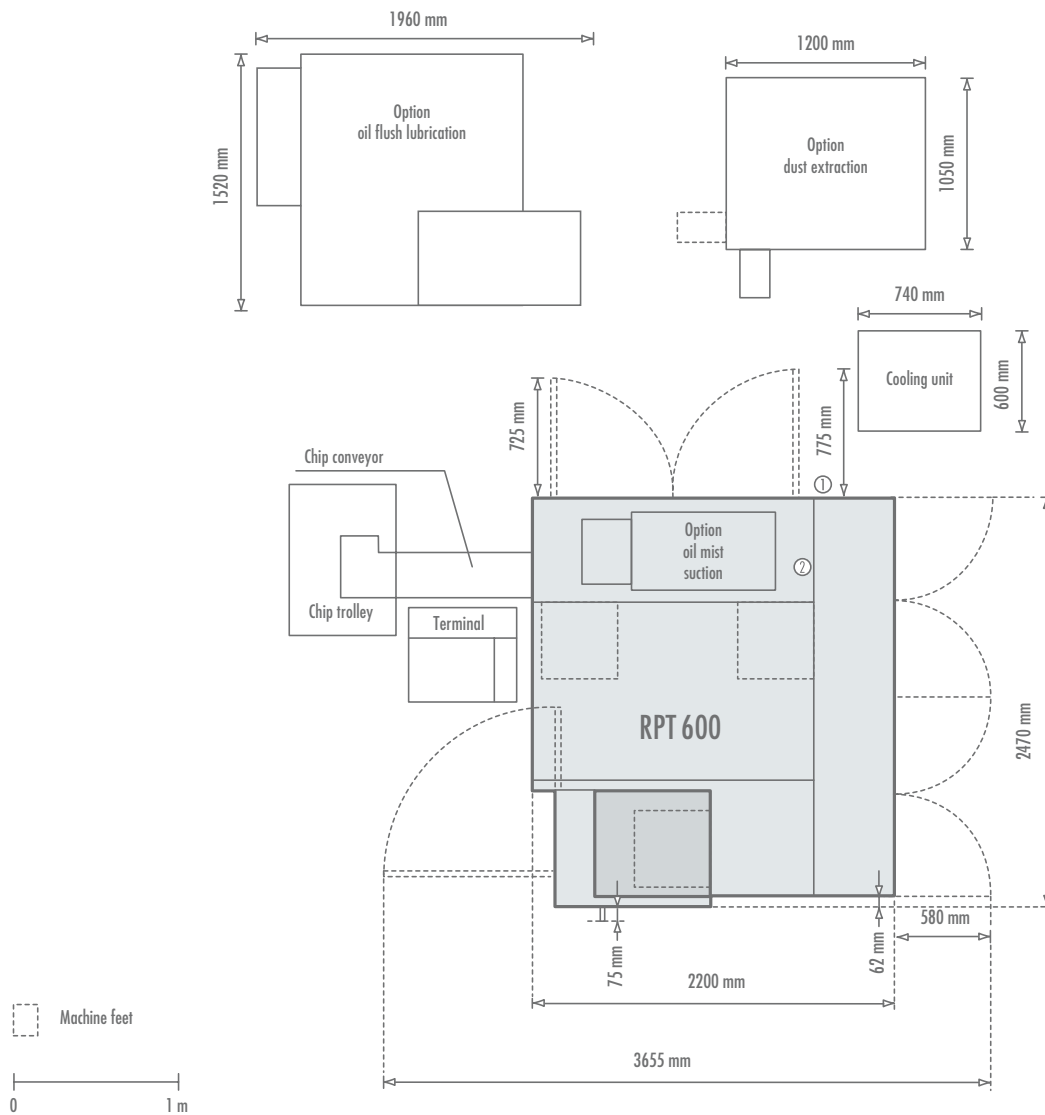 1960 mm
1200 mm
Option
oil flush lubrication
1520 mm
Option
dust extraction
1050 mm
740 mm
Cooling unit
600 mm
725 mm
775 mm
Chip conveyor
①
Option
oil mist
suction
②
Chip trolley
Terminal
RPT 600
2470 mm
580 mm
75 mm
62 mm
2200 mm
Machine feet
3655 mm
0 1 m